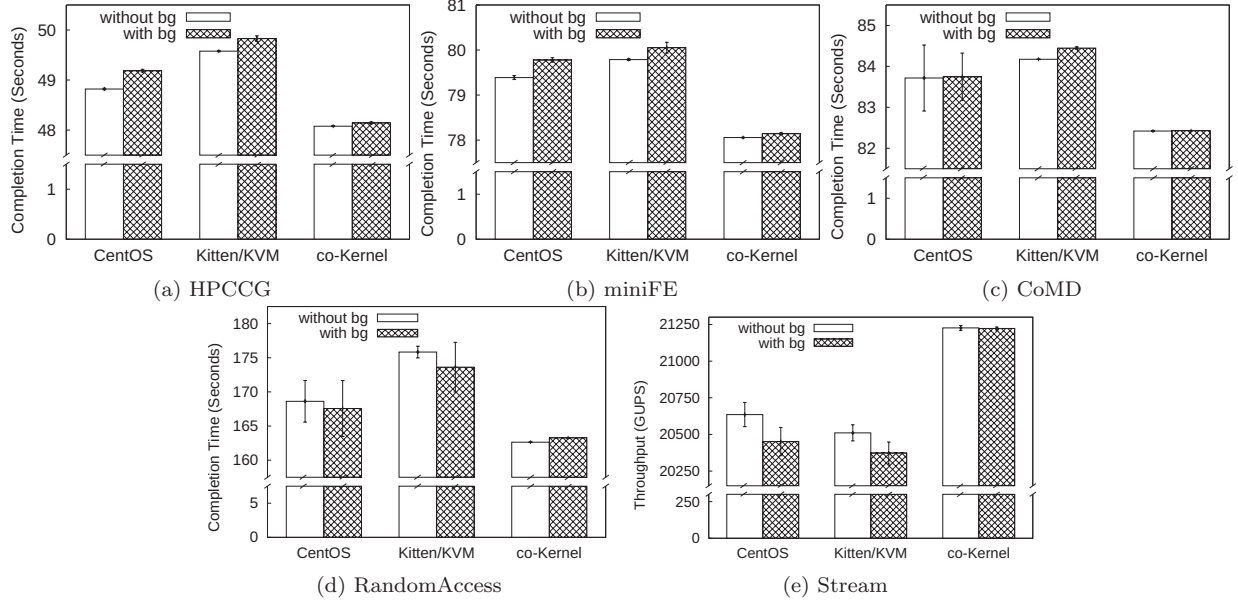 without bg
with bg
Completion Time (Seconds)
50
49
48
1
0
CentOS
Kitten/KVM
co-Kernel
(a) HPCCG
without bg
with bg
Completion Time (Seconds)
81
80
79
78
1
0
CentOS
Kitten/KVM
co-Kernel
(b) miniFE
without bg
with bg
Completion Time (Seconds)
85
84
83
82
1
0
CentOS
Kitten/KVM
co-Kernel
(c) CoMD
without bg
with bg
Completion Time (Seconds)
180
175
170
165
160
5
0
CentOS
Kitten/KVM
co-Kernel
(d) RandomAccess
without bg
with bg
Throughput (GUPS)
21250
21000
20750
20500
20250
250
0
CentOS
Kitten/KVM
co-Kernel
(e) Stream